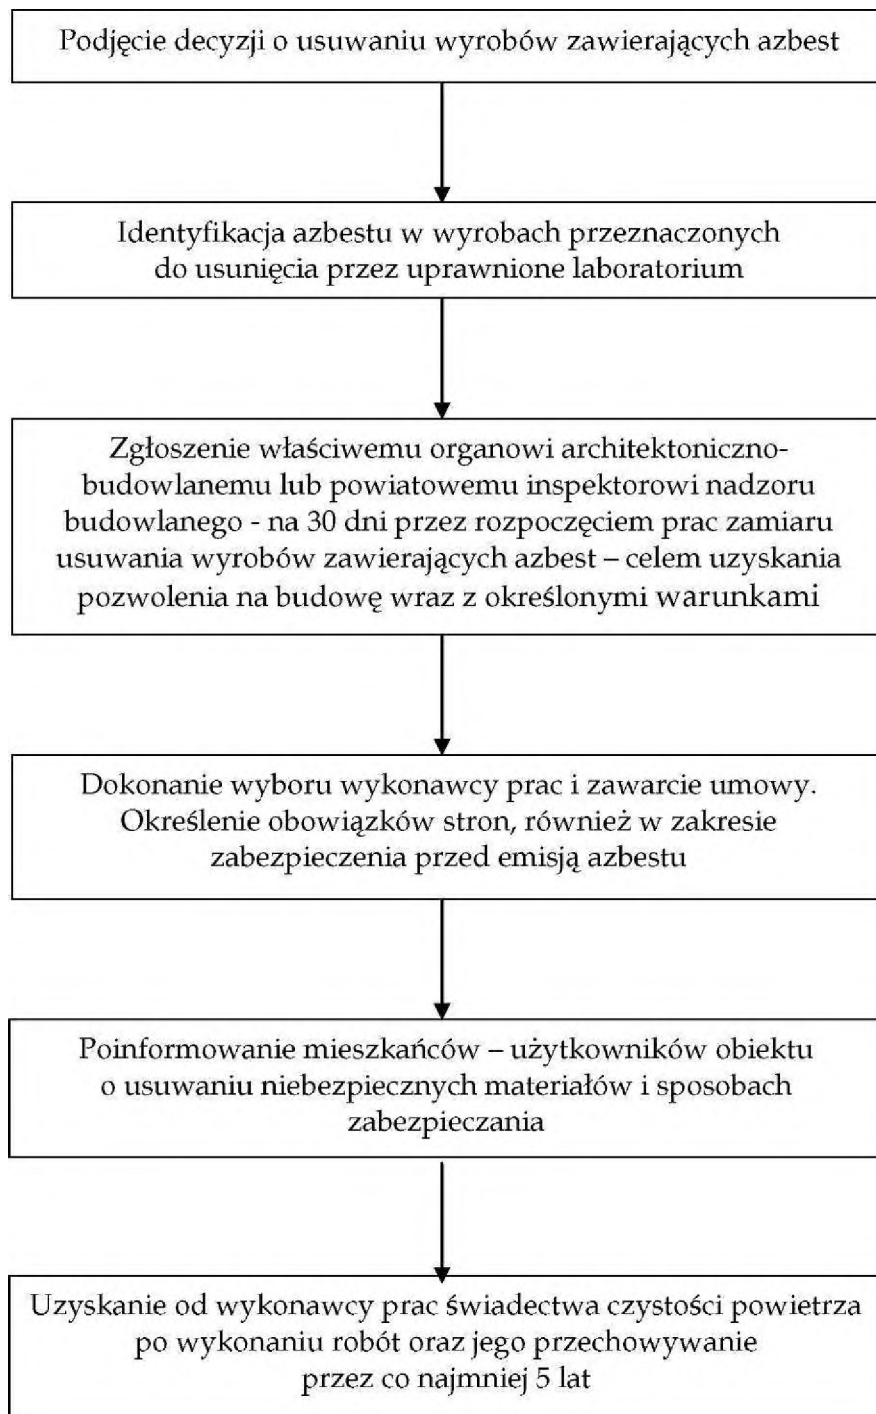 Podjęcie decyzji o usuwaniu wyrobów zawierających azbest
Identyfikacja azbestu w wyrobach przeznaczonych
do usunięcia przez uprawnione laboratorium
Zgłoszenie właściwemu organowi architektoniczno-
budowlanemu lub powiatowemu inspektorowi nadzoru
budowlanego - na 30 dni przez rozpoczęciem prac zamiaru
usuwania wyrobów zawierających azbest – celem uzyskania
pozwolenia na budowę wraz z określonymi warunkami
Dokonanie wyboru wykonawcy prac i zawarcie umowy.
Określenie obowiązków stron, również w zakresie
zabezpieczenia przed emisją azbestu
Poinformowanie mieszkańców – użytkowników obiektu
o usuwaniu niebezpiecznych materiałów i sposobach
zabezpieczania
Uzyskanie od wykonawcy prac świadectwa czystości powietrza
po wykonaniu robót oraz jego przechowywanie
przez co najmniej 5 lat